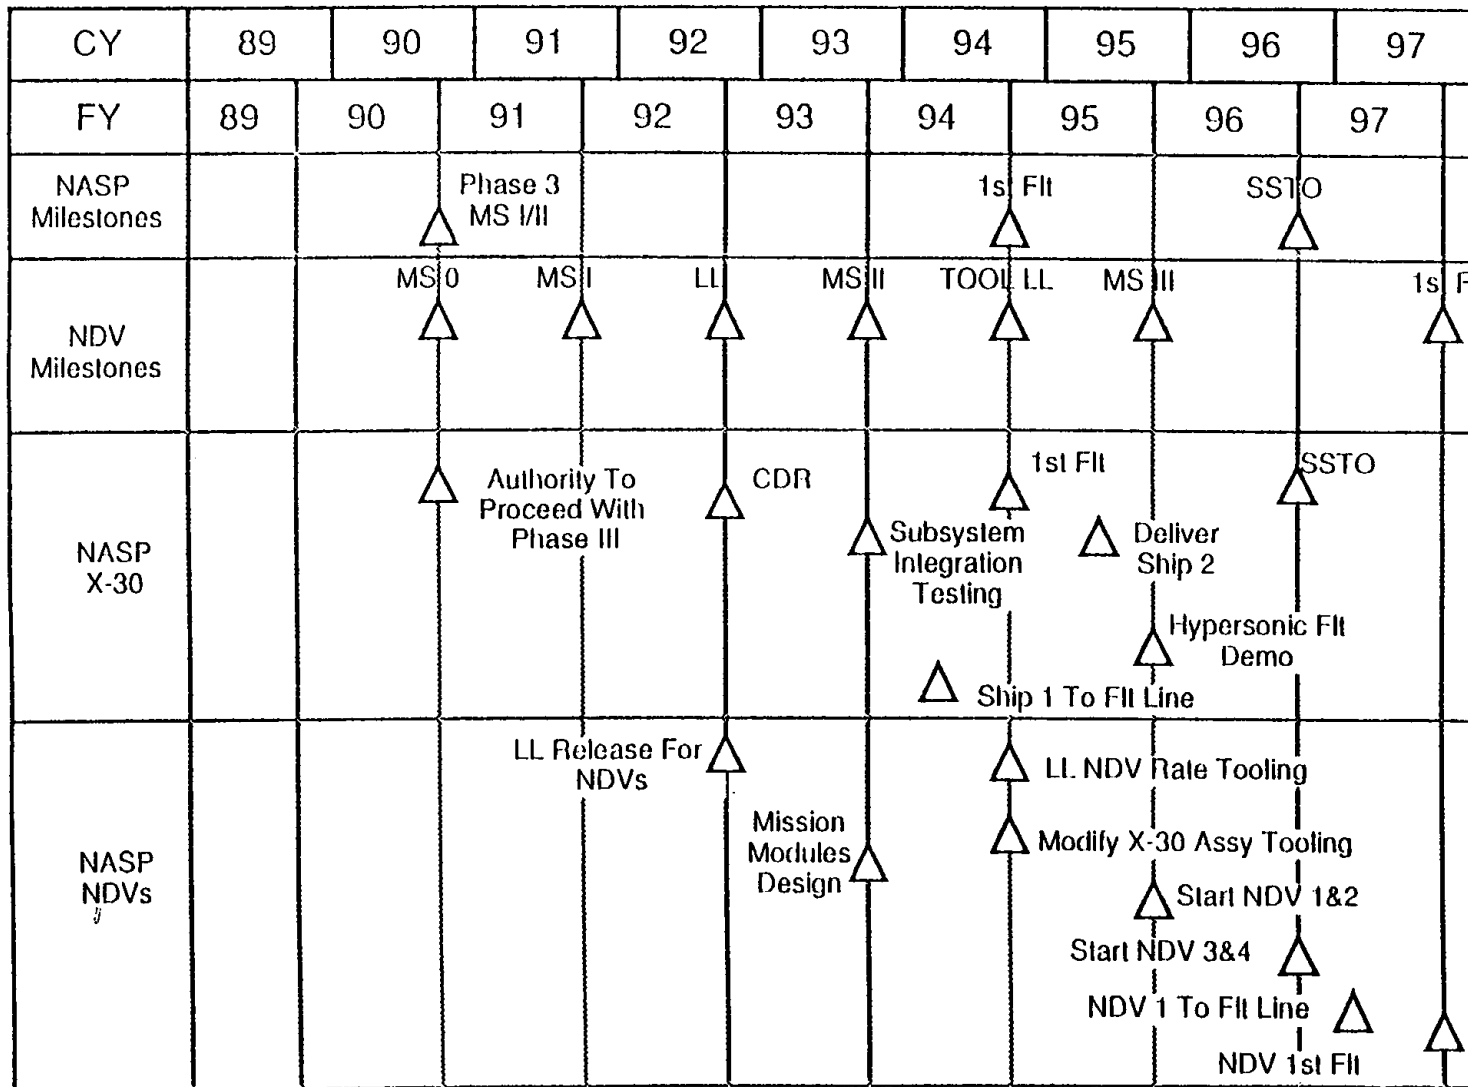 CY 89 90 91 92 93 94 95 96 97
FY 89 90 91 92 93 94 95 96 97
NASP
Milestones
Phase 3
MS I/II
1st Flt
SSTO
NDV
Milestones
MS 0
MS I
LL
MS II
TOOL LL
MS III
1st F
NASP
X-30
Authority To
Proceed With
Phase III
CDR
Subsystem
Integration
Testing
Ship 1 To Flt Line
1st Flt
Deliver
Ship 2
Hypersonic Flt
Demo
SSTO
NASP
NDVs
LL Release For
NDVs
Mission
Modules
Design
LL NDV Rate Tooling
Modify X-30 Assy Tooling
Start NDV 1&2
Start NDV 3&4
NDV 1 To Flt Line
NDV 1st Flt